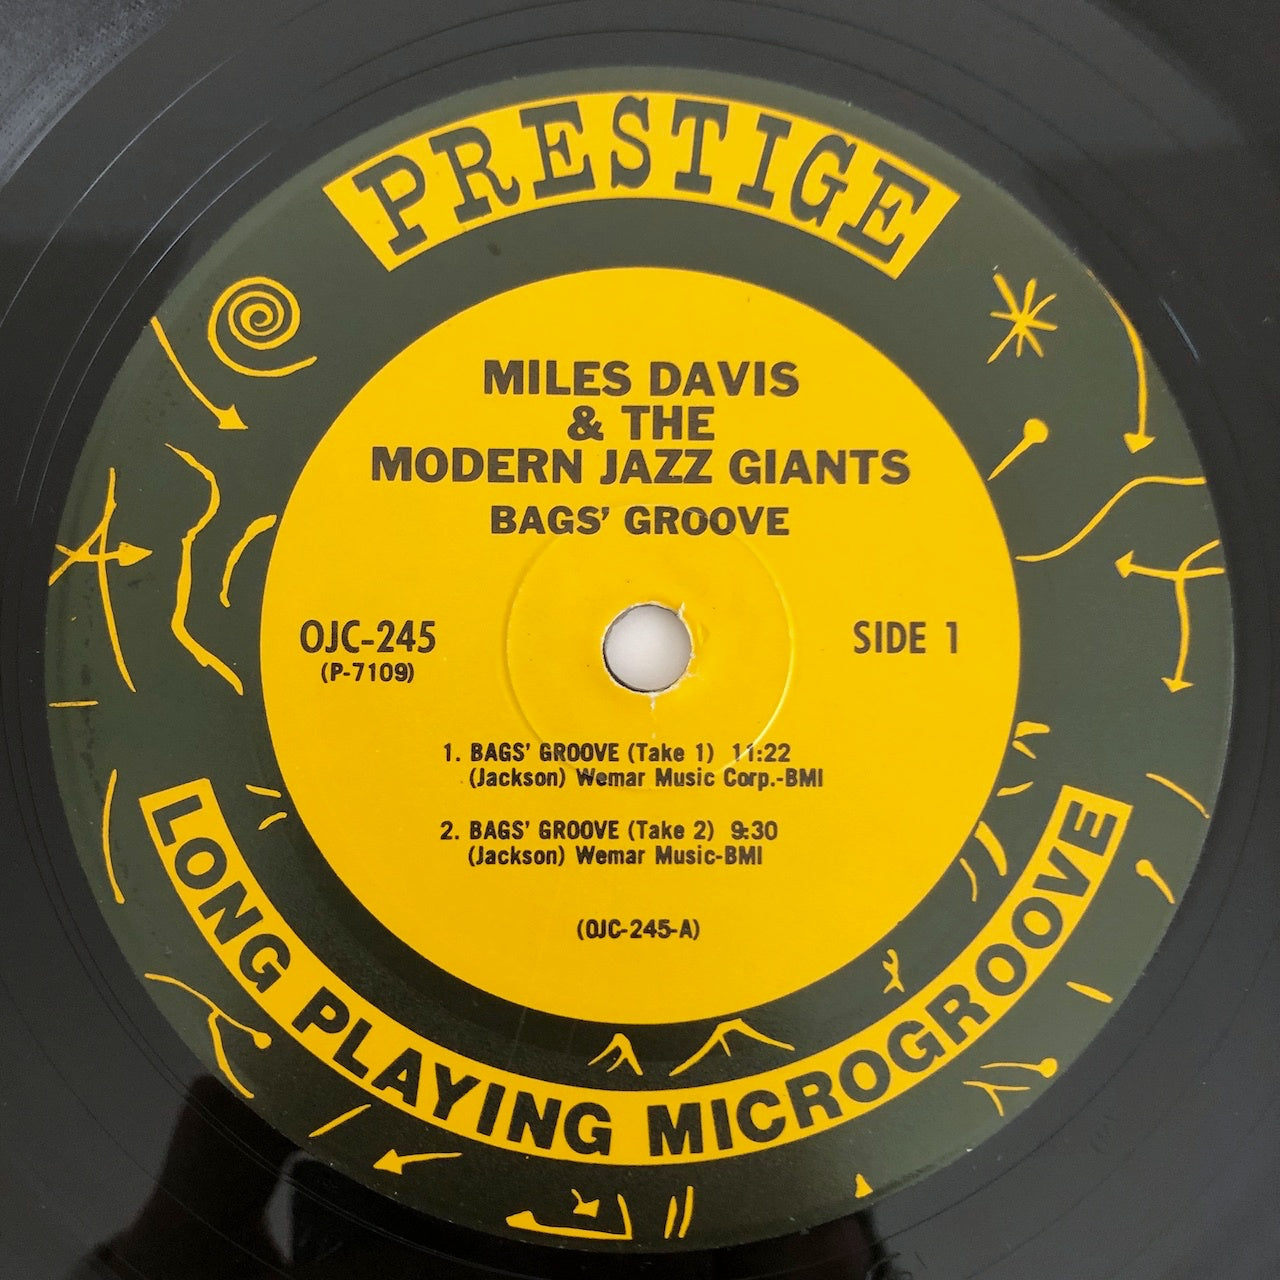 PRESTIGE
MILES DAVIS
& THE
MODERN JAZZ GIANTS
BAGS' GROOVE
OJC-245
(P-7109)
SIDE 1
1. BAGS' GROOVE (Take 1) 11:22
(Jackson) Wemar Music Corp.-BMI
2. BAGS' GROOVE (Take 2) 9:30
(Jackson) Wemar Music-BMI
(OJC-245-A)
LONG PLAYING MICROGROOVE